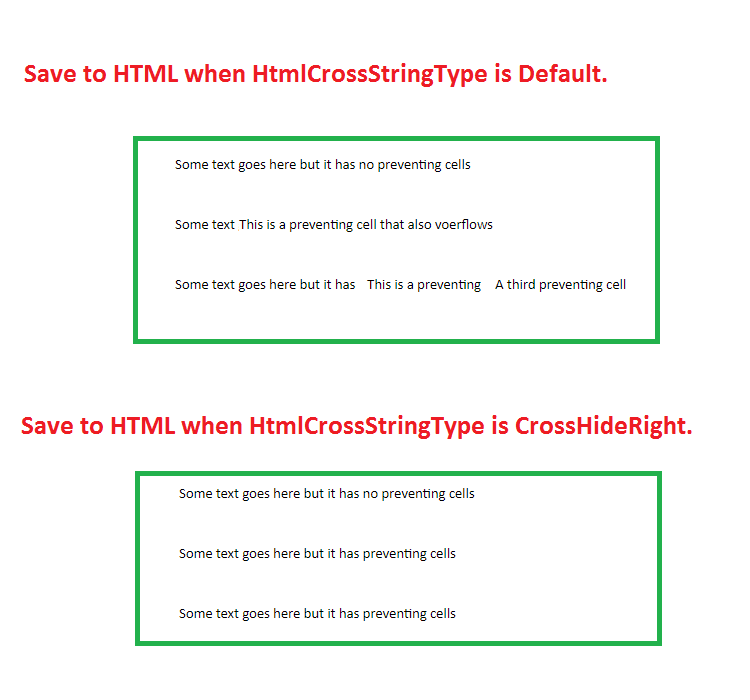 Save to HTML when HtmlCrossStringType is Default.
Some text goes here but it has no preventing cells
Some text This is a preventing cell that also voerflows
Some text goes here but it has This is a preventing A third preventing cell
Save to HTML when HtmlCrossStringType is CrossHideRight.
Some text goes here but it has no preventing cells
Some text goes here but it has preventing cells
Some text goes here but it has preventing cells